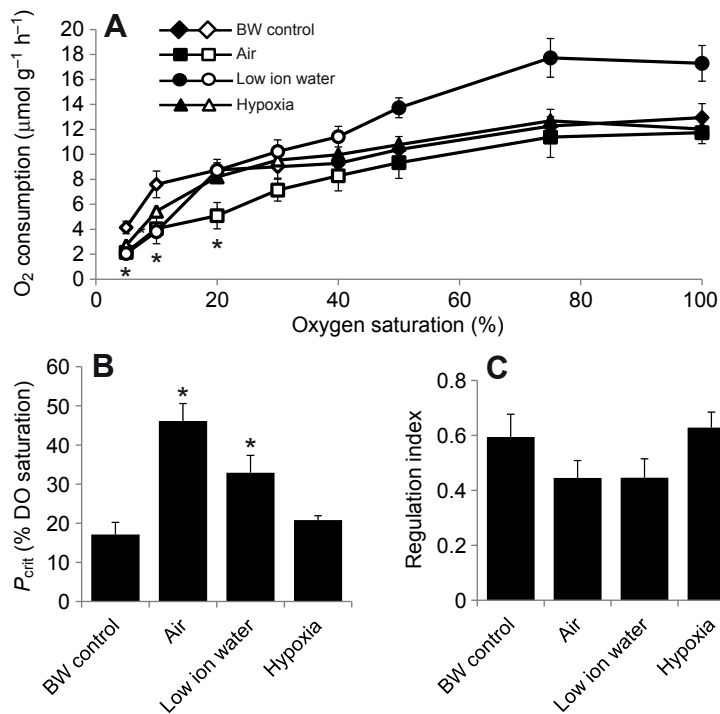 A
BW control
Air
Low ion water
Hypoxia
O2 consumption (μmol g–1 h–1)
20
18
16
14
12
10
8
6
4
2
0
* * *
*
0 20 40 60 80 100
Oxygen saturation (%)
B
Pcrit (% DO saturation)
60
50
40
30
20
10
0
*
*
BW control
Air
Low ion water
Hypoxia
C
Regulation index
0.8
0.6
0.4
0.2
0
BW control
Air
Low ion water
Hypoxia